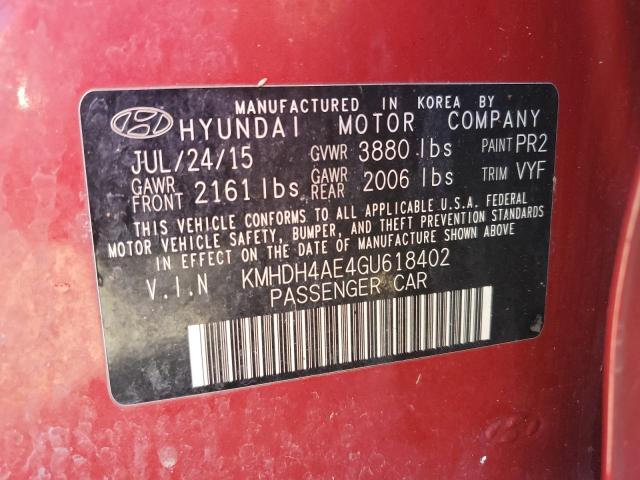 MANUFACTURED IN KOREA BY
HYUNDAI MOTOR COMPANY
JUL/24/15 GVWR 3880 lbs PAINT PR2
GAWR FRONT 2161 lbs GAWR REAR 2006 lbs TRIM VYF
THIS VEHICLE CONFORMS TO ALL APPLICABLE U.S.A. FEDERAL
MOTOR VEHICLE SAFETY, BUMPER, AND THEFT PREVENTION STANDARDS
IN EFFECT ON THE DATE OF MANUFACTURE SHOWN ABOVE
V.I.N KMHDH4AE4GU618402
PASSENGER CAR